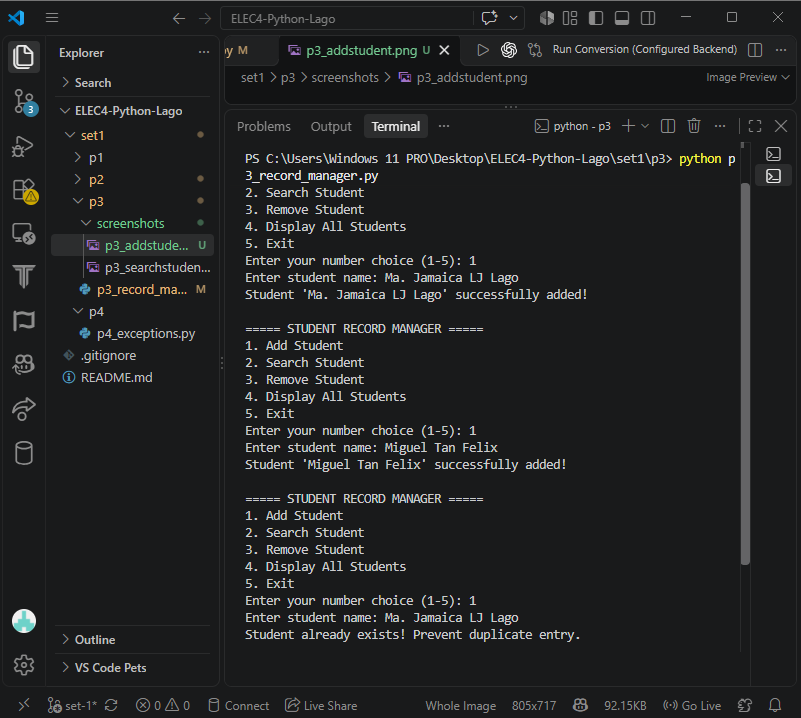 ELEC4-Python-Lago
Explorer
Search
ELEC4-Python-Lago
set1
p1
p2
p3
screenshots
p3_addstude... U
p3_searchstuden...
p3_record_ma... M
p4
p4_exceptions.py
.gitignore
README.md
Outline
VS Code Pets
3
py M
p3_addstudent.png U
Run Conversion (Configured Backend)
set1 > p3 > screenshots > p3_addstudent.png
Image Preview
Problems Output Terminal
python - p3
PS C:\Users\Windows 11 PRO\Desktop\ELEC4-Python-Lago\set1\p3> python p
3_record_manager.py
2. Search Student
3. Remove Student
4. Display All Students
5. Exit
Enter your number choice (1-5): 1
Enter student name: Ma. Jamaica LJ Lago
Student 'Ma. Jamaica LJ Lago' successfully added!
===== STUDENT RECORD MANAGER =====
1. Add Student
2. Search Student
3. Remove Student
4. Display All Students
5. Exit
Enter your number choice (1-5): 1
Enter student name: Miguel Tan Felix
Student 'Miguel Tan Felix' successfully added!
===== STUDENT RECORD MANAGER =====
1. Add Student
2. Search Student
3. Remove Student
4. Display All Students
5. Exit
Enter your number choice (1-5): 1
Enter student name: Ma. Jamaica LJ Lago
Student already exists! Prevent duplicate entry.
set-1* 0 0 Connect Live Share Whole Image 805x717 92.15KB Go Live